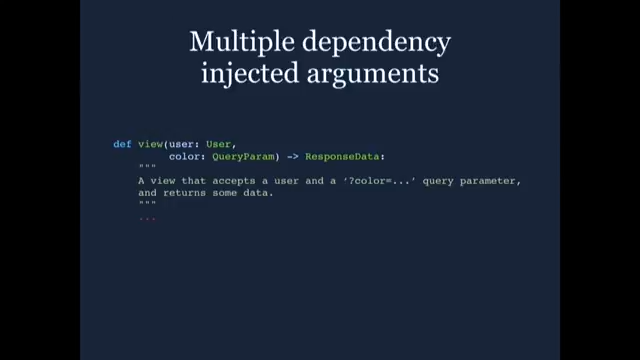 Multiple dependency
injected arguments
def view(user: User,
color: QueryParam) -> ResponseData:
"""
A view that accepts a user and a ‘?color=...’ query parameter,
and returns some data.
"""
...